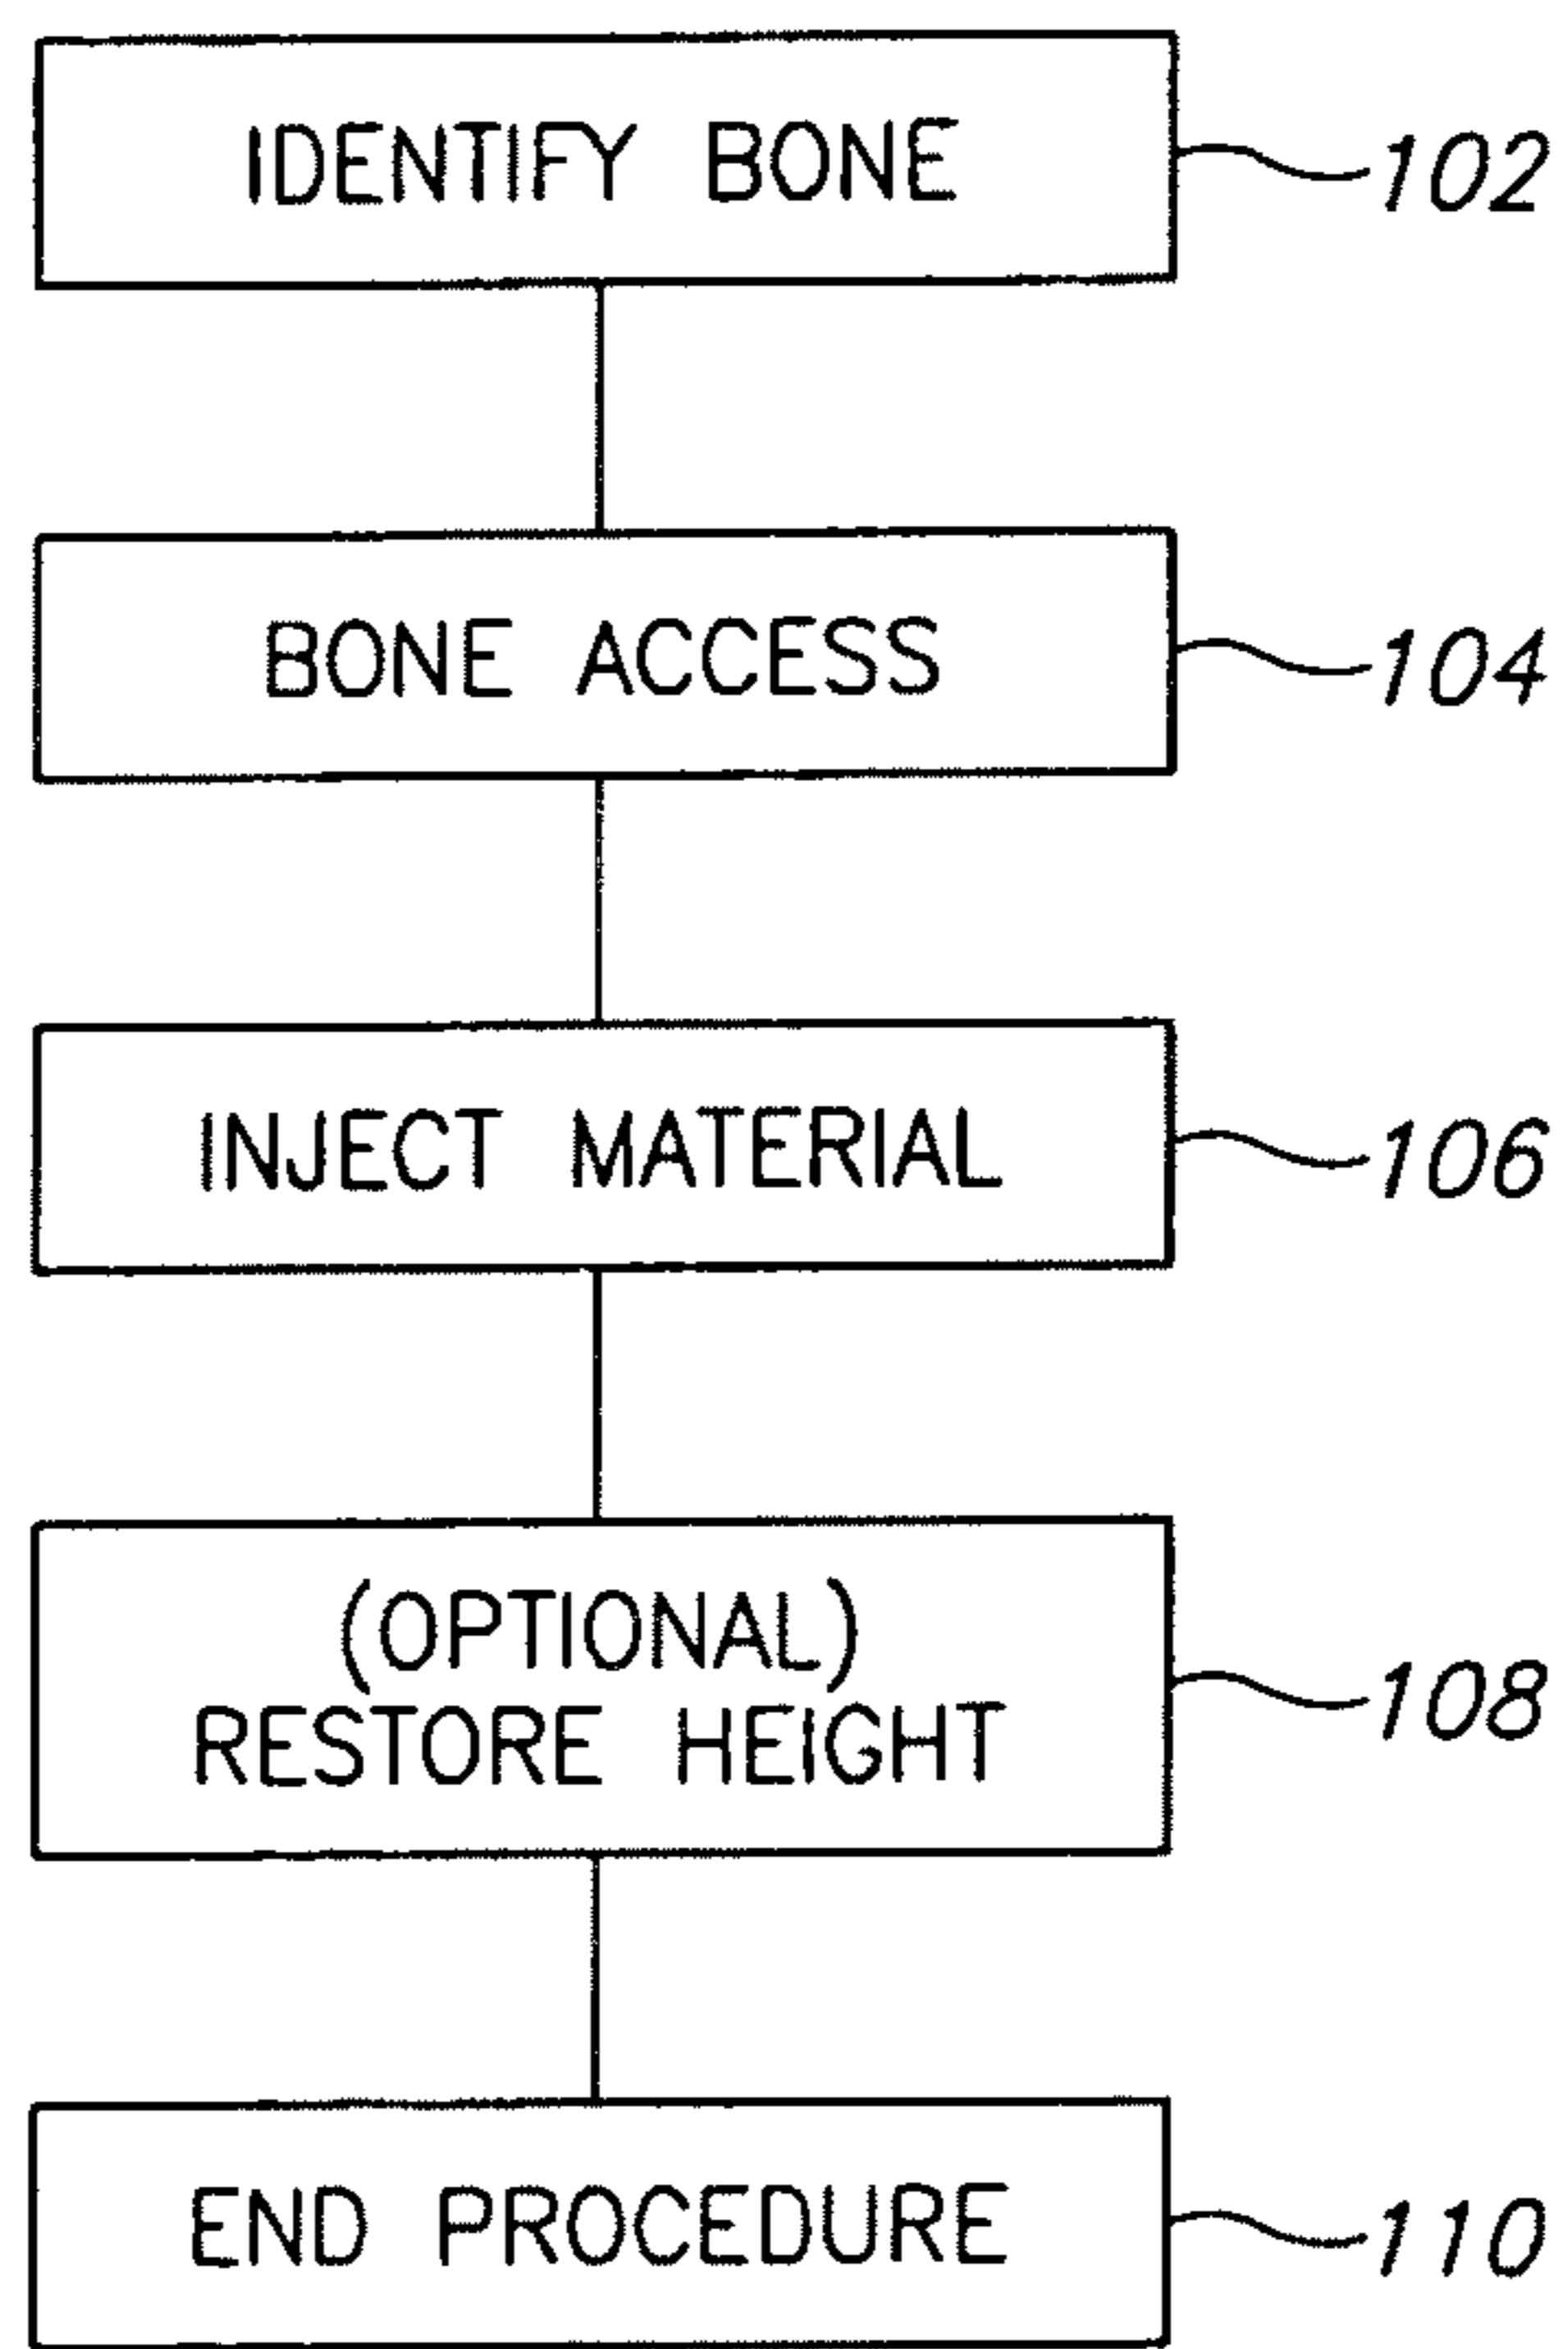 IDENTIFY BONE
102
BONE ACCESS
104
INJECT MATERIAL
106
(OPTIONAL)
RESTORE HEIGHT
108
END PROCEDURE
110